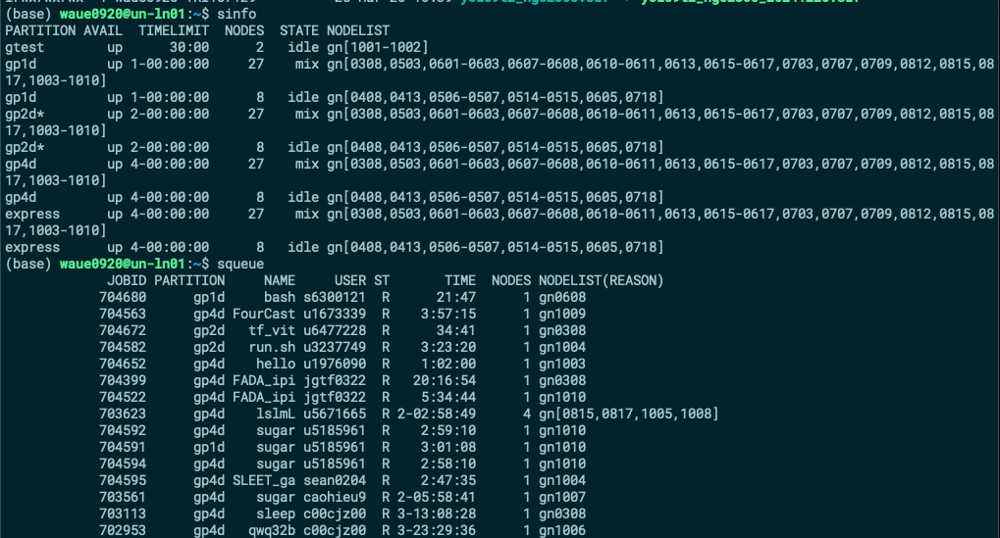 (base) waue0920@un-ln01:~$ sinfo
PARTITION AVAIL  TIMELIMIT  NODES  STATE NODELIST
gtest        up      30:00      2   idle gn[1001-1002]
gp1d         up 1-00:00:00     27    mix gn[0308,0503,0601-0603,0607-0608,0610-0611,0613,0615-0617,0703,0707,0709,0812,0815,08
17,1003-1010]
gp1d         up 1-00:00:00      8   idle gn[0408,0413,0506-0507,0514-0515,0605,0718]
gp2d*        up 2-00:00:00     27    mix gn[0308,0503,0601-0603,0607-0608,0610-0611,0613,0615-0617,0703,0707,0709,0812,0815,08
17,1003-1010]
gp2d*        up 2-00:00:00      8   idle gn[0408,0413,0506-0507,0514-0515,0605,0718]
gp4d         up 4-00:00:00     27    mix gn[0308,0503,0601-0603,0607-0608,0610-0611,0613,0615-0617,0703,0707,0709,0812,0815,08
17,1003-1010]
gp4d         up 4-00:00:00      8   idle gn[0408,0413,0506-0507,0514-0515,0605,0718]
express      up 4-00:00:00     27    mix gn[0308,0503,0601-0603,0607-0608,0610-0611,0613,0615-0617,0703,0707,0709,0812,0815,08
17,1003-1010]
express      up 4-00:00:00      8   idle gn[0408,0413,0506-0507,0514-0515,0605,0718]
(base) waue0920@un-ln01:~$ squeue
JOBID PARTITION     NAME     USER ST       TIME  NODES NODELIST(REASON)
704680      gp1d     bash s6300121  R      21:47      1 gn0608
704563      gp4d FourCast u1673339  R    3:57:15      1 gn1009
704672      gp2d   tf_vit u6477228  R      34:41      1 gn0308
704582      gp2d   run.sh u3237749  R    3:23:20      1 gn1004
704652      gp4d    hello u1976090  R    1:02:00      1 gn1003
704399      gp4d FADA_ipi jgtf0322  R   20:16:54      1 gn0308
704522      gp4d FADA_ipi jgtf0322  R    5:34:44      1 gn1010
703623      gp4d    lslmL u5671665  R 2-02:58:49      4 gn[0815,0817,1005,1008]
704592      gp4d    sugar u5185961  R    2:59:10      1 gn1010
704591      gp1d    sugar u5185961  R    3:01:08      1 gn1010
704594      gp4d    sugar u5185961  R    2:58:10      1 gn1010
704595      gp4d SLEET_ga sean0204  R    2:47:35      1 gn1004
703561      gp4d    sugar caohieu9  R 2-05:58:41      1 gn1007
703113      gp4d    sleep c00cjz00  R 3-13:08:28      1 gn0308
702953      gp4d   qwq32b c00cjz00  R 3-23:29:36      1 gn1006